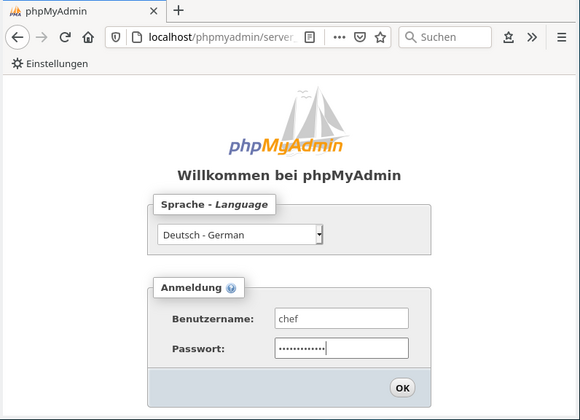 phpMyAdmin
localhost/phpmyadmin/server
Suchen
Einstellungen
phpMyAdmin
Willkommen bei phpMyAdmin
Sprache - Language
Deutsch - German
Anmeldung
Benutzername: chef
Passwort: •••••••••••••
OK